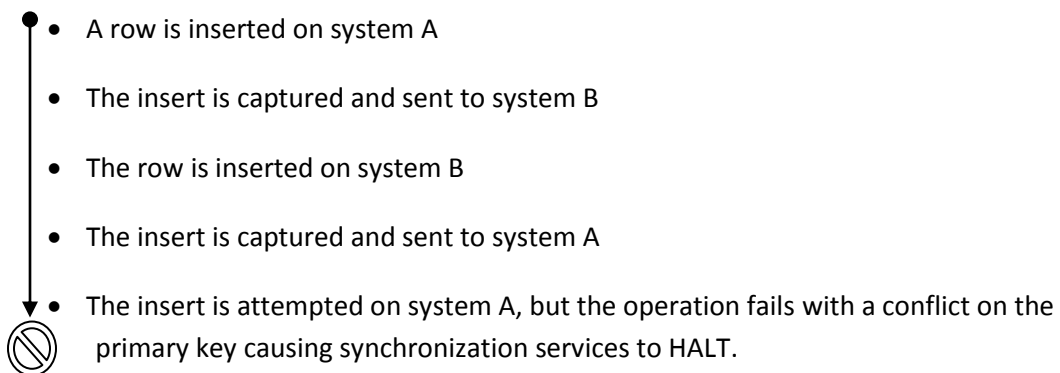 • A row is inserted on system A
• The insert is captured and sent to system B
• The row is inserted on system B
• The insert is captured and sent to system A
• The insert is attempted on system A, but the operation fails with a conflict on the
primary key causing synchronization services to HALT.